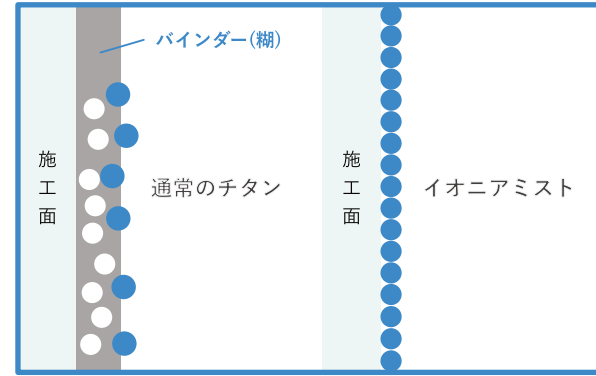 バインダー(糊)
施工面
通常のチタン
施工面
イオニアミスト